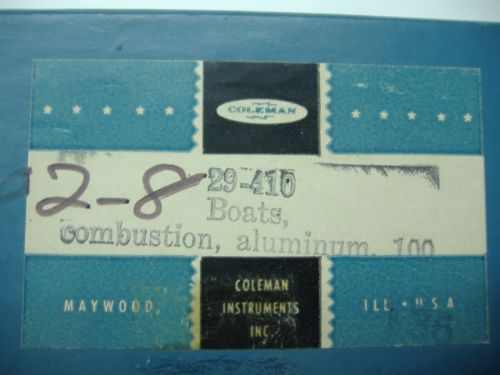 * * * * * COLEMAN * * * * *
2-8 29-410
Boats,
combustion, aluminum, 100
COLEMAN
MAYWOOD, INSTRUMENTS ILL. • U.S.A
INC.